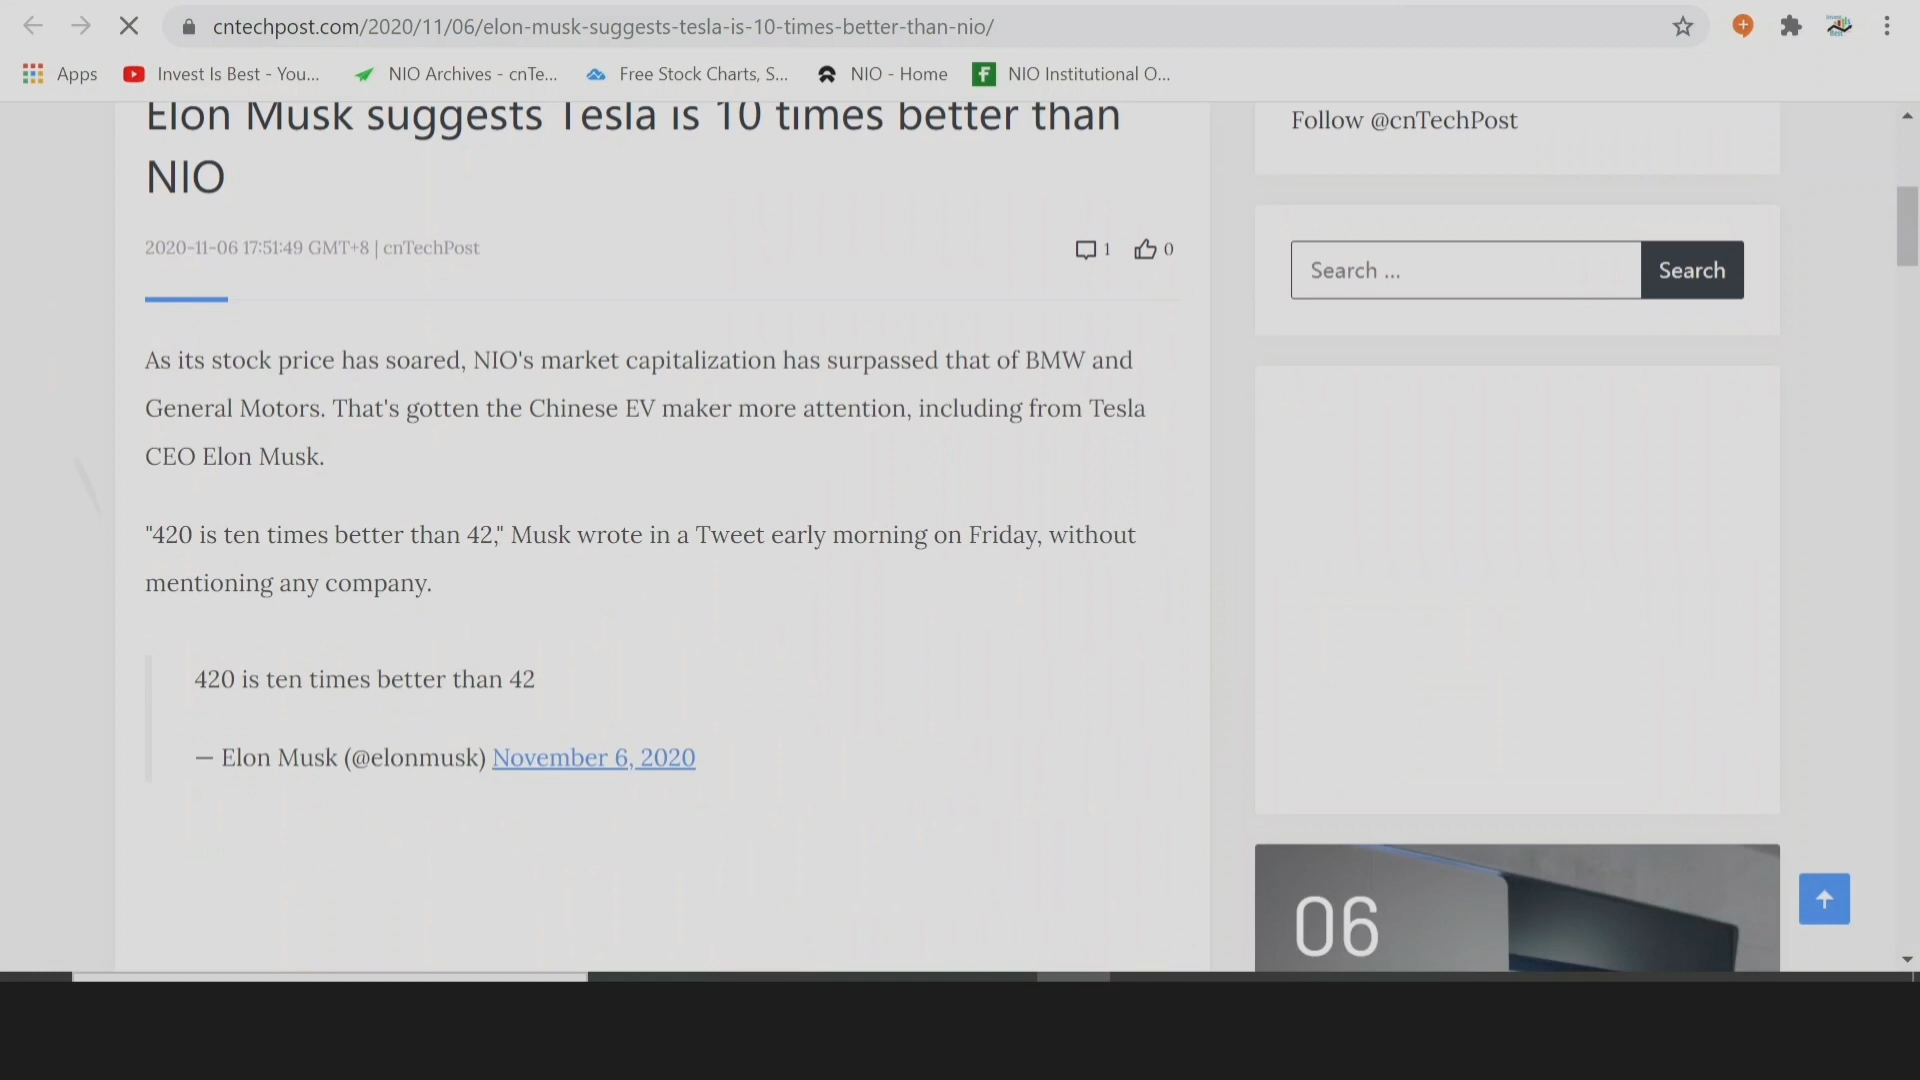 cntechpost.com/2020/11/06/elon-musk-suggests-tesla-is-10-times-better-than-nio/
Apps
Invest Is Best - You...
NIO Archives - cnTe...
Free Stock Charts, S...
NIO - Home
NIO Institutional O...
Elon Musk suggests Tesla is 10 times better than
NIO
2020-11-06 17:51:49 GMT+8 | cnTechPost
1
0
As its stock price has soared, NIO's market capitalization has surpassed that of BMW and
General Motors. That's gotten the Chinese EV maker more attention, including from Tesla
CEO Elon Musk.
"420 is ten times better than 42," Musk wrote in a Tweet early morning on Friday, without
mentioning any company.
420 is ten times better than 42
— Elon Musk (@elonmusk) November 6, 2020
Follow @cnTechPost
Search ...
Search
06